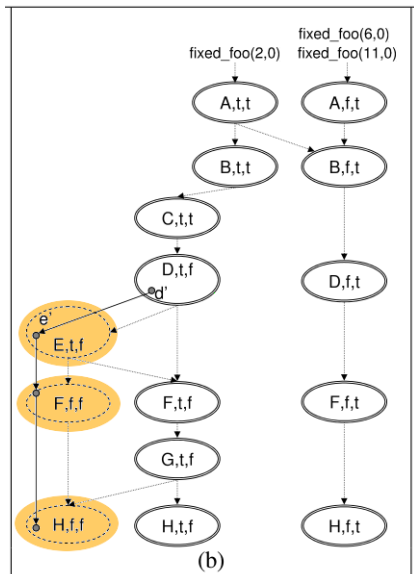 fixed_foo(6,0)
fixed_foo(2,0) fixed_foo(11,0)
A,t,t A,f,t
B,t,t B,f,t
C,t,t
D,t,f D,f,t
d'
e'
E,t,f
F,f,f F,t,f F,f,t
G,t,f
H,f,f H,t,f H,f,t
(b)